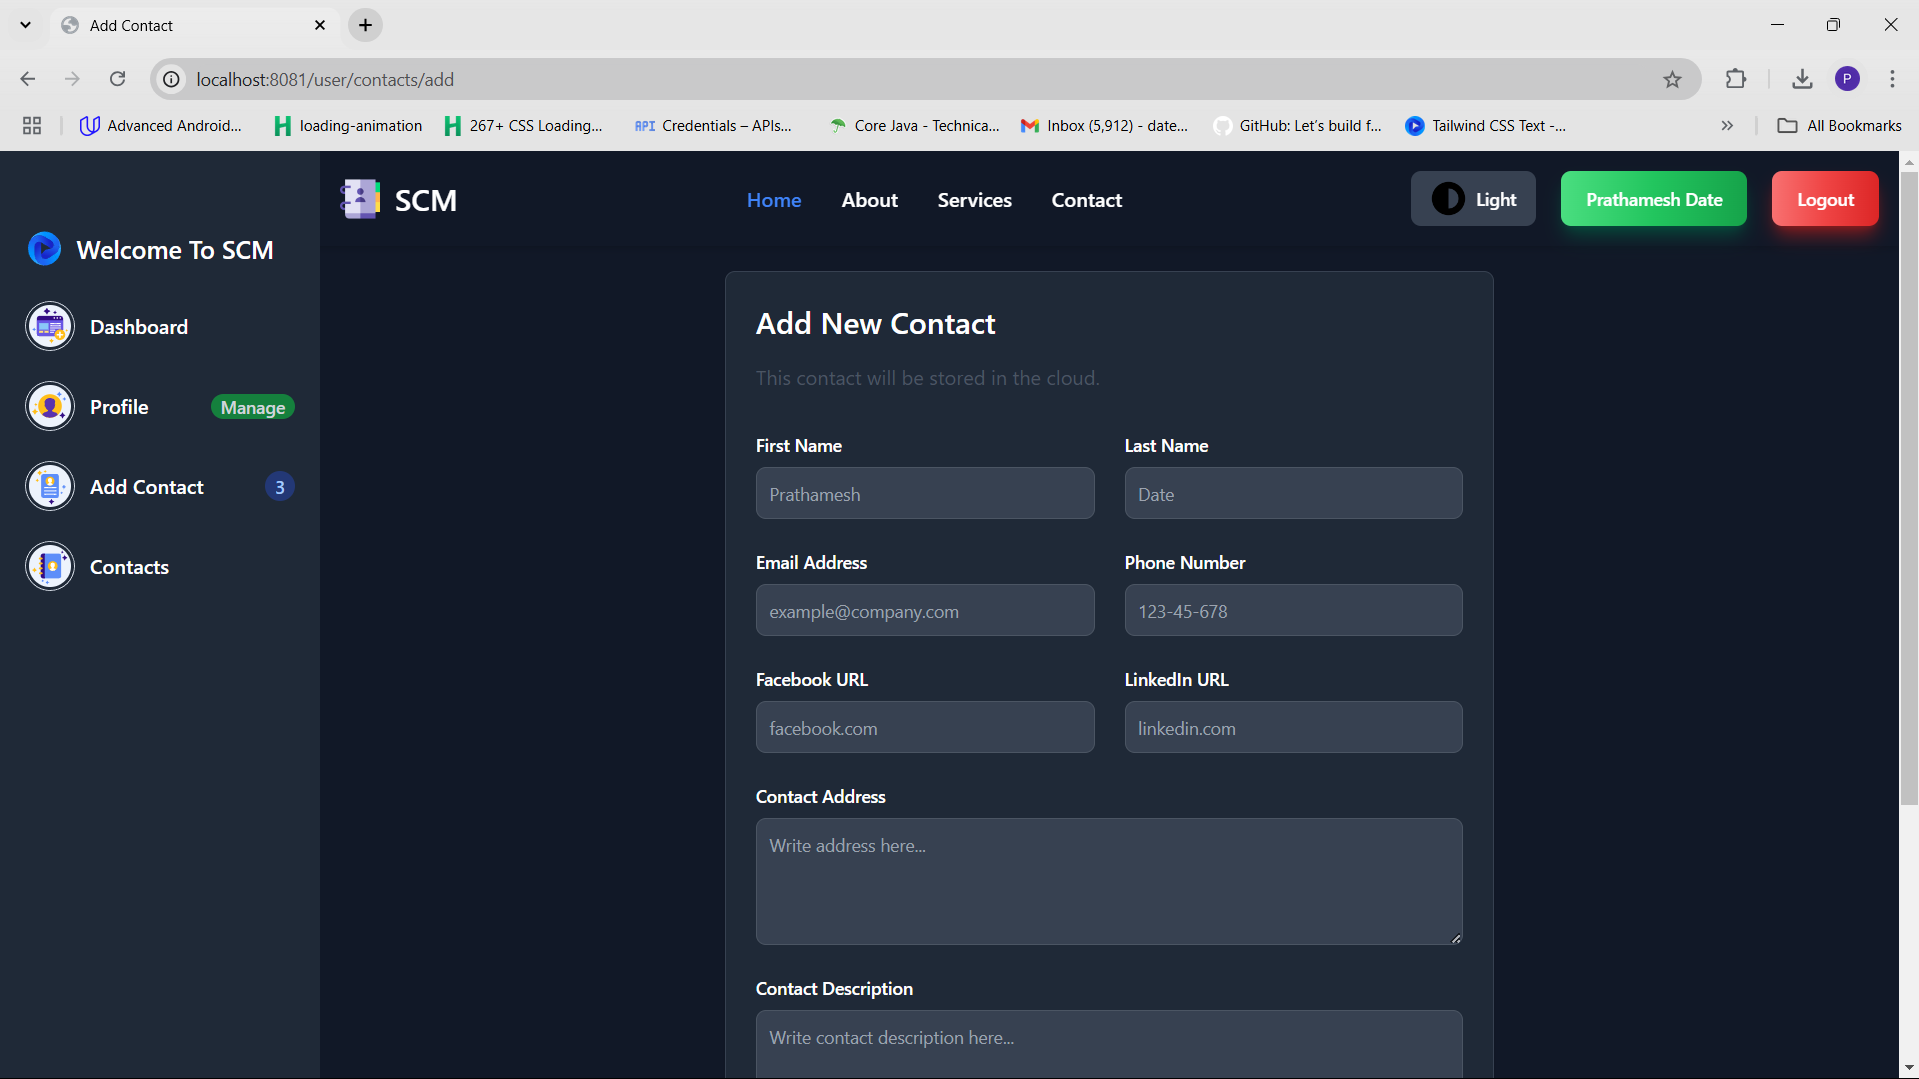 Add Contact
localhost:8081/user/contacts/add
P
Advanced Android...
loading-animation
267+ CSS Loading...
API Credentials – APIs...
Core Java - Technica...
Inbox (5,912) - date...
GitHub: Let's build f...
Tailwind CSS Text -...
All Bookmarks
SCM
Home
About
Services
Contact
Light
Prathamesh Date
Logout
Welcome To SCM
Dashboard
Profile
Manage
Add Contact
3
Contacts
Add New Contact
This contact will be stored in the cloud.
First Name
Last Name
Prathamesh
Date
Email Address
Phone Number
example@company.com
123-45-678
Facebook URL
LinkedIn URL
facebook.com
linkedin.com
Contact Address
Write address here...
Contact Description
Write contact description here...